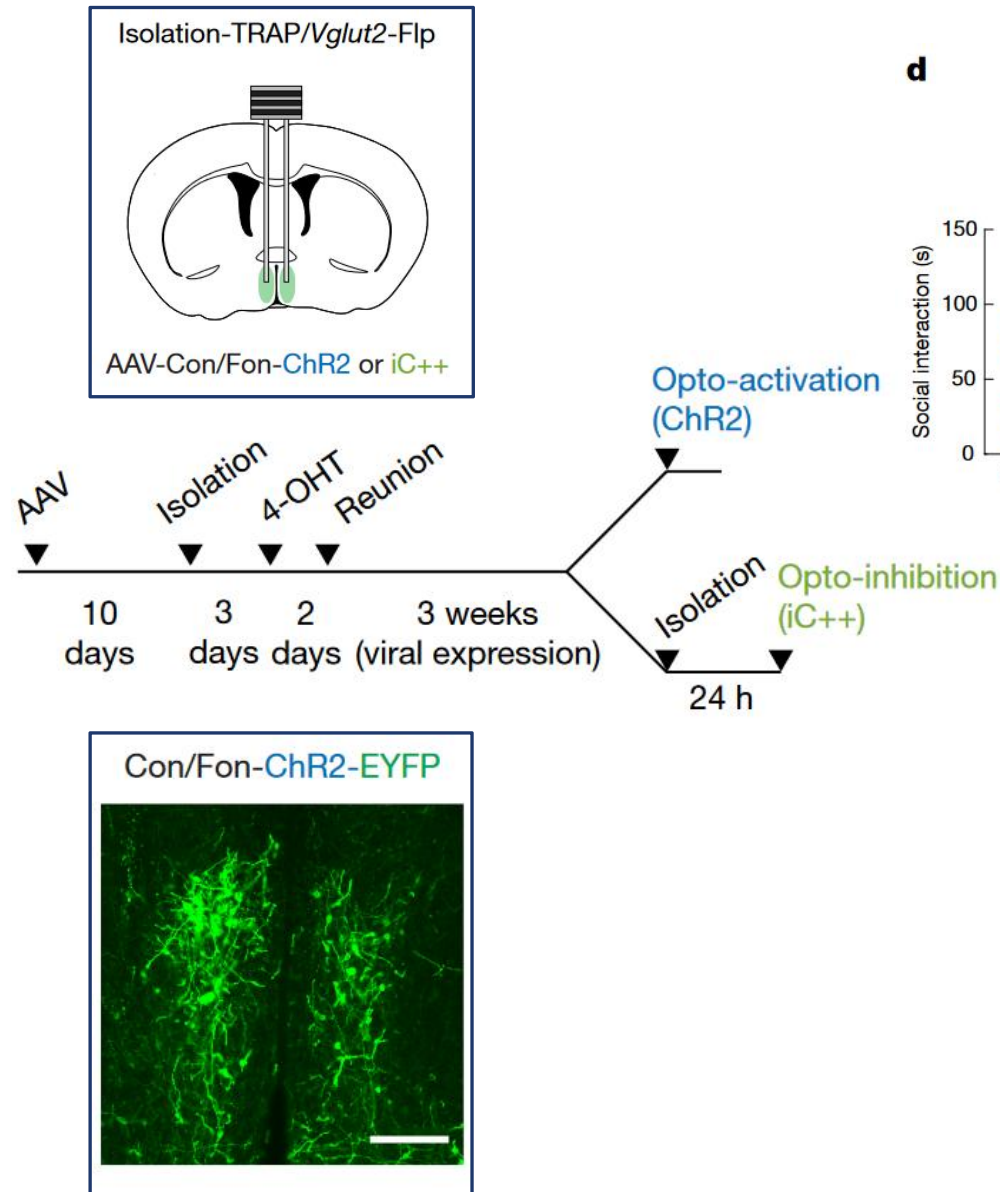 Isolation-TRAP/Vglut2-Flp
AAV-Con/Fon-ChR2 or iC++
d
150
100
50
0
Social interaction (s)
Opto-activation
(ChR2)
AAV
Isolation
4-OHT
Reunion
10
days
3
days
2
days
3 weeks
(viral expression)
Isolation
Opto-inhibition
(iC++)
24 h
Con/Fon-ChR2-EYFP